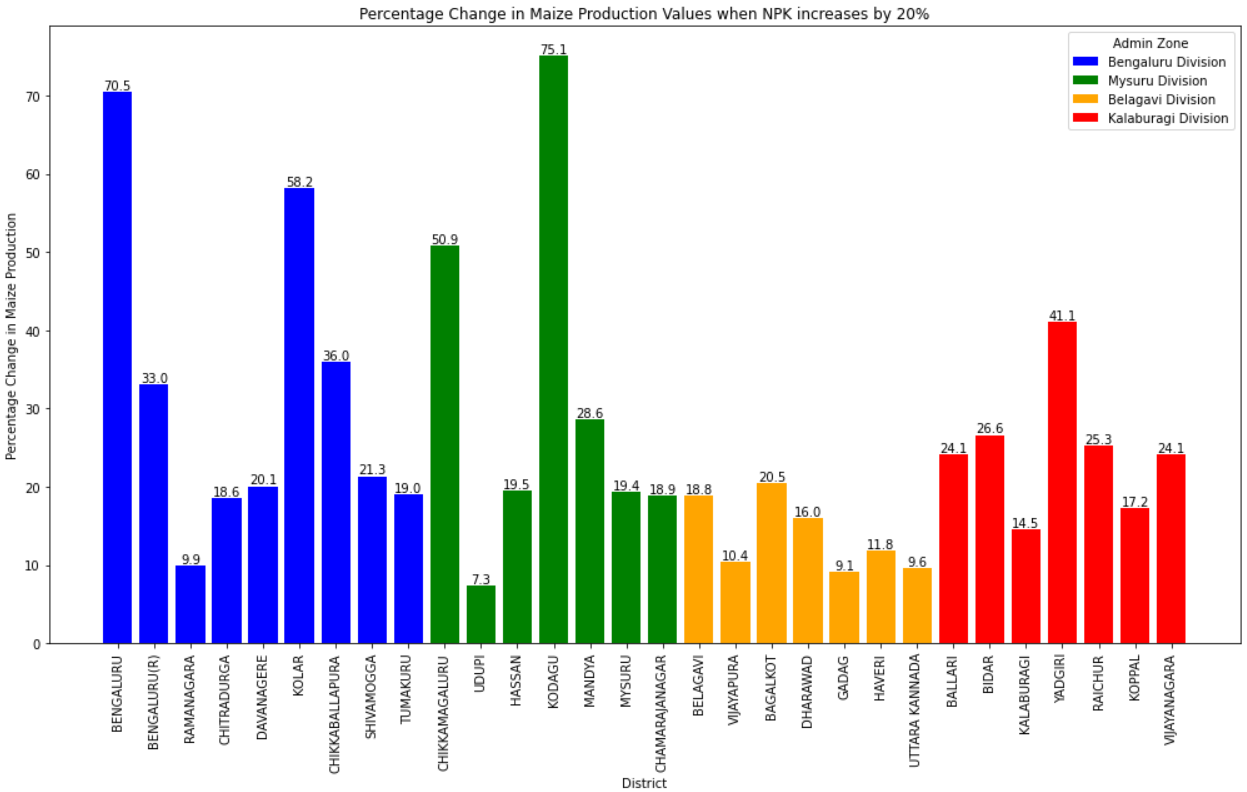 Percentage Change in Maize Production Values when NPK increases by 20%
Admin Zone
Bengaluru Division
Mysuru Division
Belagavi Division
Kalaburagi Division
Percentage Change in Maize Production
70
60
50
40
30
20
10
0
70.5
33.0
9.9
18.6
20.1
58.2
36.0
21.3
19.0
50.9
7.3
19.5
75.1
28.6
19.4
18.9
18.8
10.4
20.5
16.0
9.1
11.8
9.6
24.1
26.6
14.5
41.1
25.3
17.2
24.1
BENGALURU
BENGALURU(R)
RAMANAGARA
CHITRADURGA
DAVANAGERE
KOLAR
CHIKKABALLAPURA
SHIVAMOGGA
TUMAKURU
CHIKKAMAGALURU
UDUPI
HASSAN
KODAGU
MANDYA
MYSURU
CHAMARAJANAGAR
BELAGAVI
VIJAYAPURA
BAGALKOT
DHARAWAD
GADAG
HAVERI
UTTARA KANNADA
BALLARI
BIDAR
KALABURAGI
YADGIRI
RAICHUR
KOPPAL
VIJAYANAGARA
District